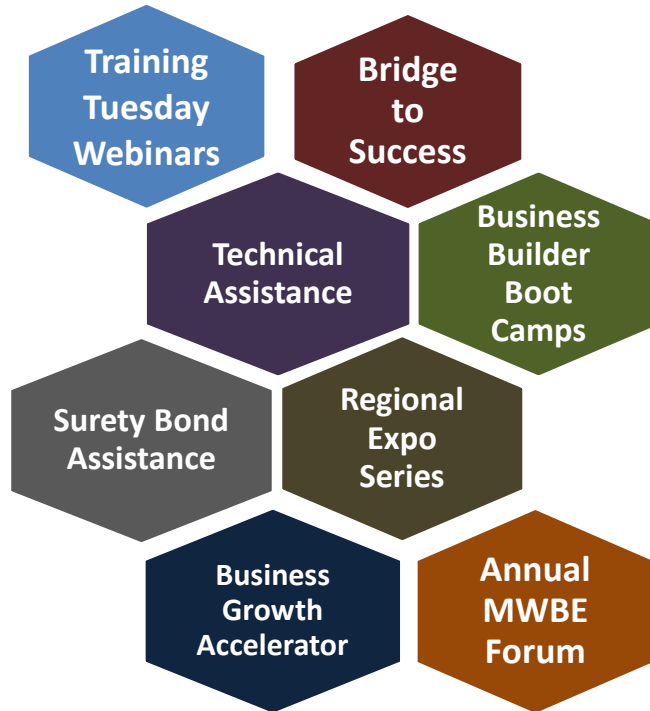 Training
Tuesday
Webinars
Bridge
to
Success
Technical
Assistance
Business
Builder
Boot
Camps
Surety Bond
Assistance
Regional
Expo
Series
Business
Growth
Accelerator
Annual
MWBE
Forum